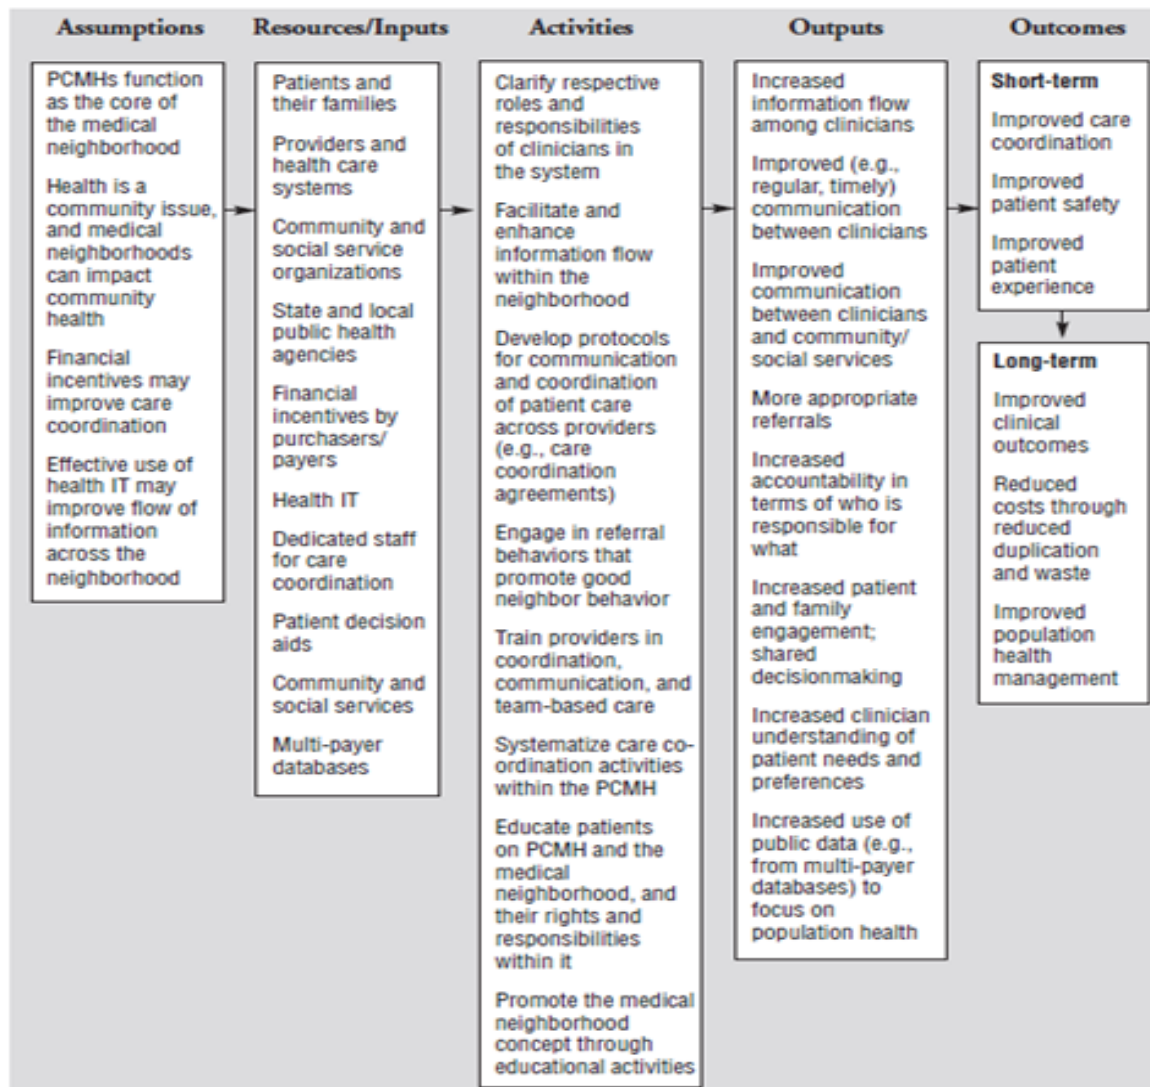 Assumptions
PCMHs function
as the core of
the medical
neighborhood
Health is a
community issue,
and medical
neighborhoods
can impact
community
health
Financial
incentives may
improve care
coordination
Effective use of
health IT may
improve flow of
information
across the
neighborhood
Resources/Inputs
Patients and
their families
Providers and
health care
systems
Community and
social service
organizations
State and local
public health
agencies
Financial
incentives by
purchasers/
payers
Health IT
Dedicated staff
for care
coordination
Patient decision
aids
Community and
social services
Multi-payer
databases
Activities
Clarify respective
roles and
responsibilities
of clinicians in
the system
Facilitate and
enhance
information flow
within the
neighborhood
Develop protocols
for communication
and coordination
of patient care
across providers
(e.g., care
coordination
agreements)
Engage in referral
behaviors that
promote good
neighbor behavior
Train providers in
coordination,
communication, and
team-based care
Systematize care co-
ordination activities
within the PCMH
Educate patients
on PCMH and the
medical
neighborhood, and
their rights and
responsibilities
within it
Promote the medical
neighborhood
concept through
educational activities
Outputs
Increased
information flow
among clinicians
Improved (e.g.,
regular, timely)
communication
between clinicians
Improved
communication
between clinicians
and community/
social services
More appropriate
referrals
Increased
accountability in
terms of who is
responsible for
what
Increased patient
and family
engagement;
shared
decisionmaking
Increased clinician
understanding of
patient needs and
preferences
Increased use of
public data (e.g.,
from multi-payer
databases) to
focus on
population health
Outcomes
Short-term
Improved care
coordination
Improved
patient safety
Improved
patient
experience
Long-term
Improved
clinical
outcomes
Reduced
costs through
reduced
duplication
and waste
Improved
population
health
management